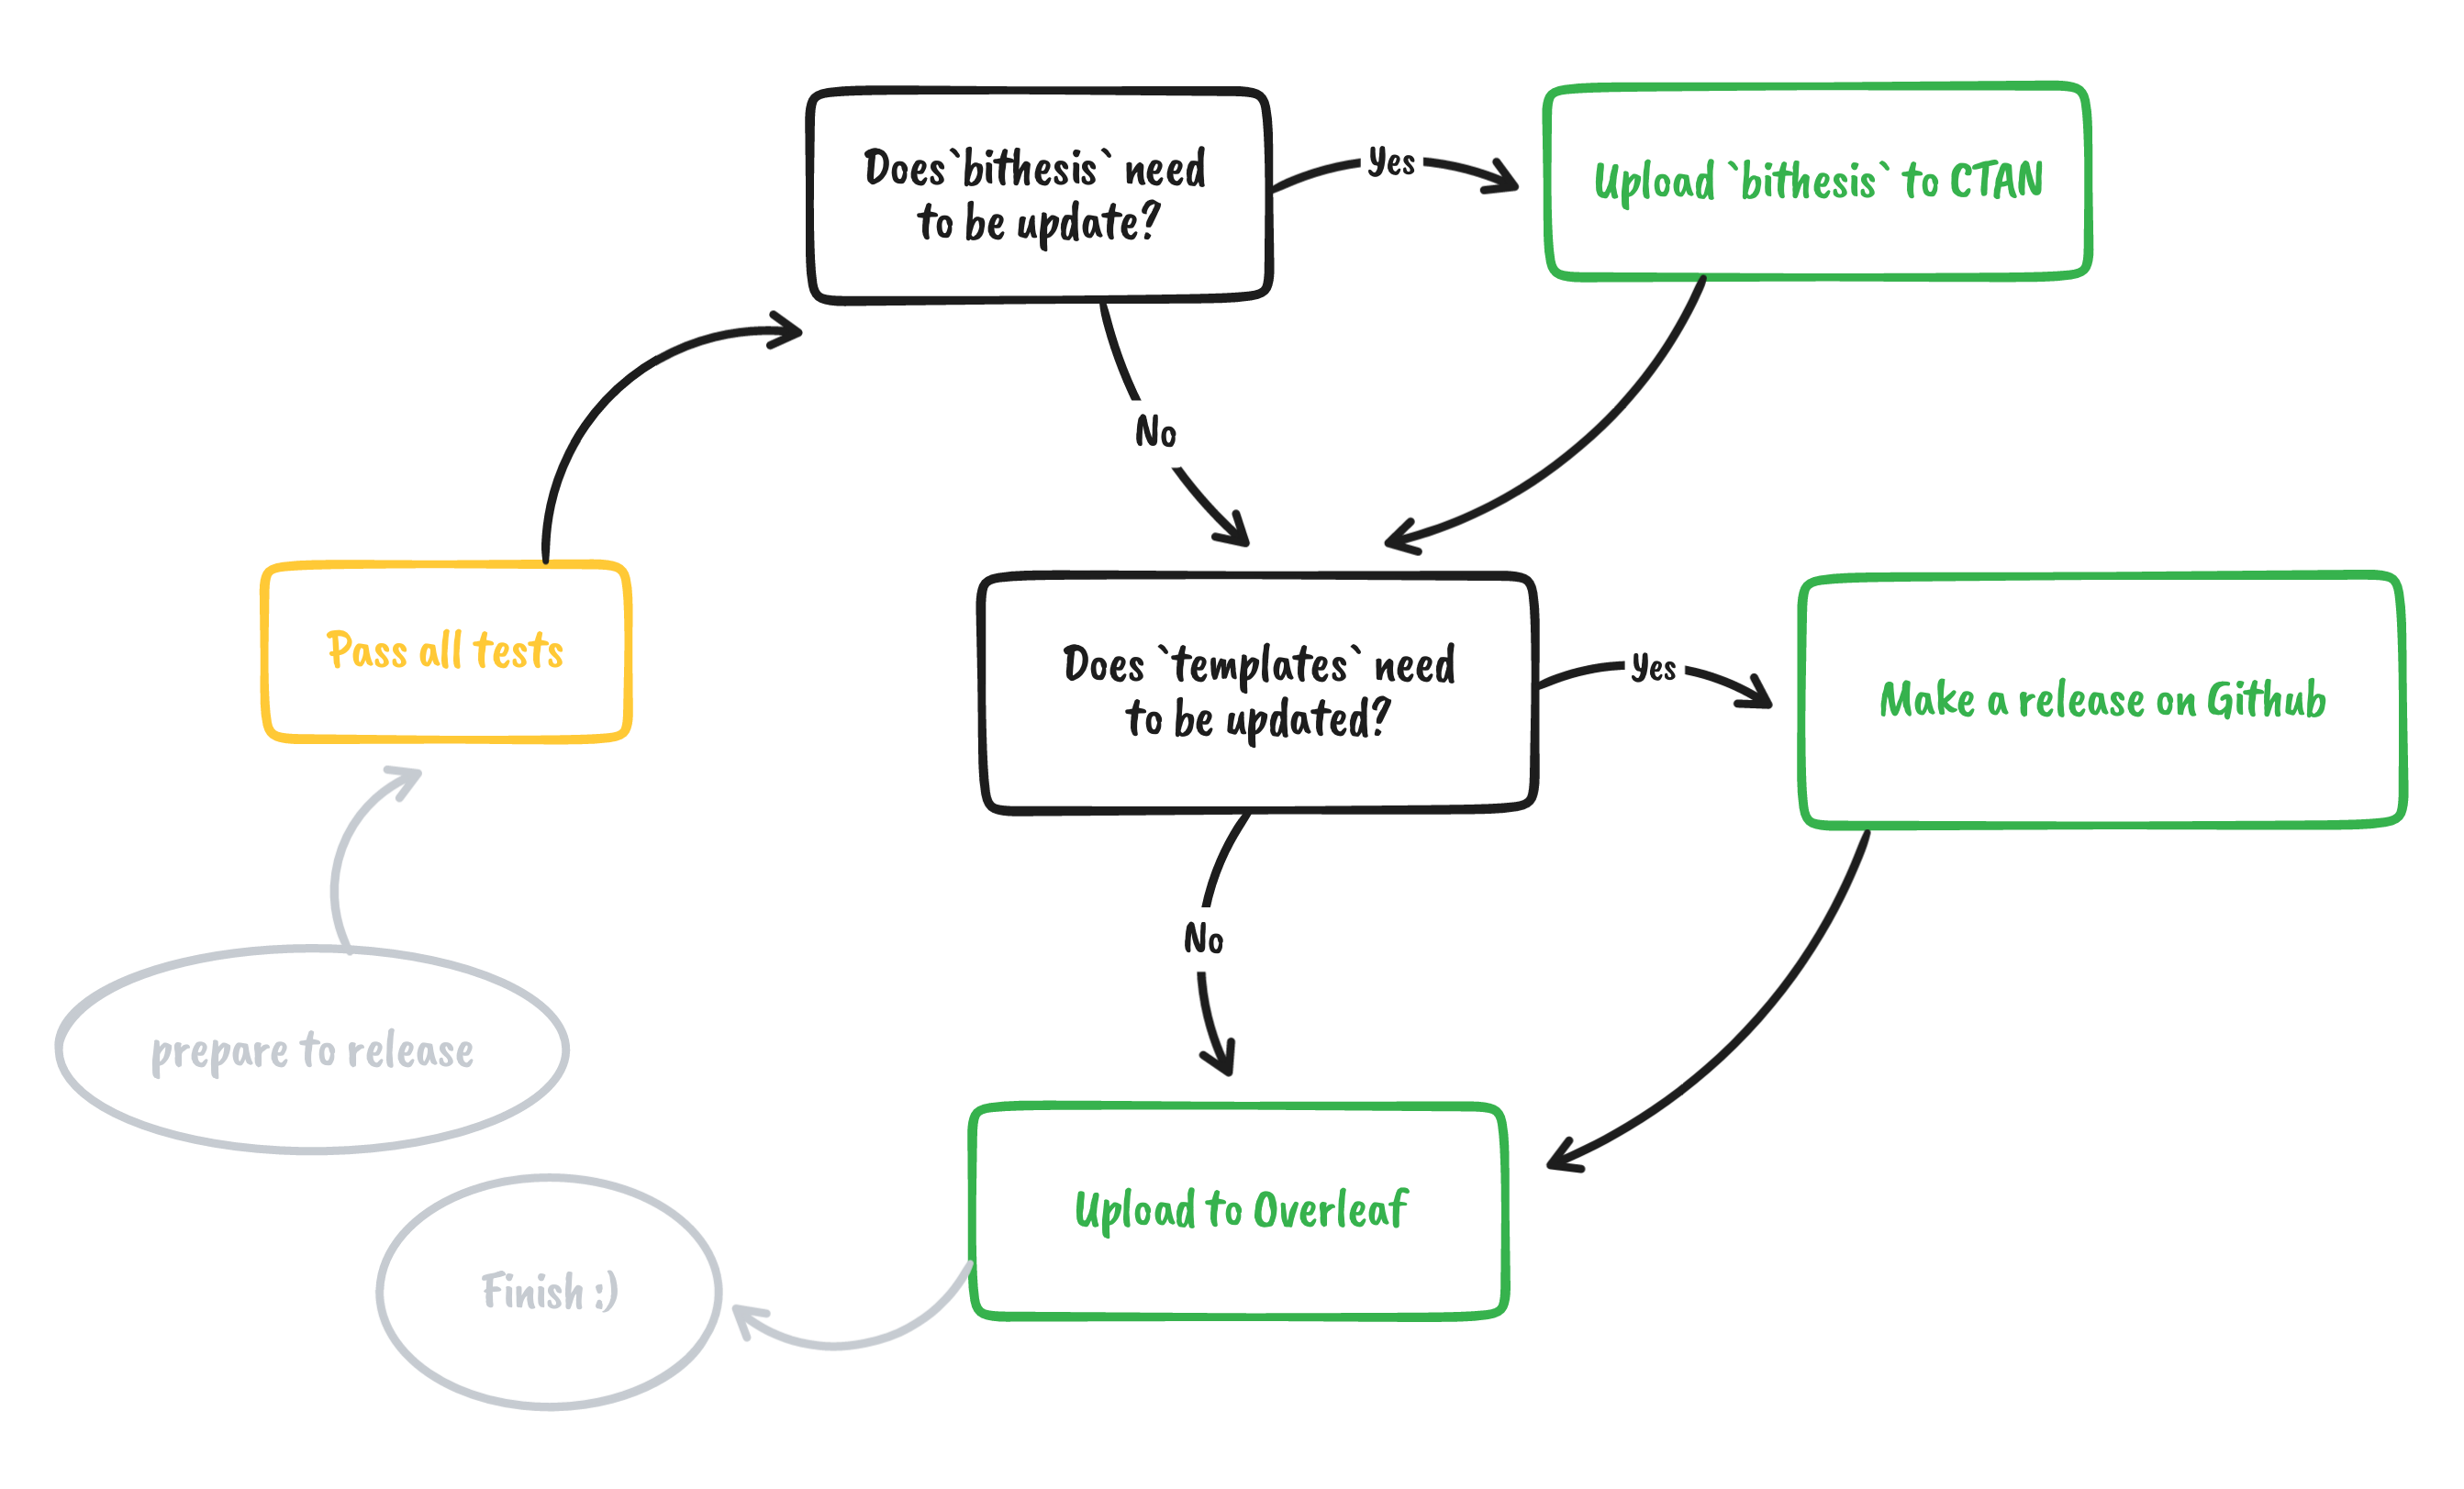 Does `bithesis` need
to be update?
Yes
Upload `bithesis` to CTAN
No
Pass all tests
Does `templates` need
to be updated?
Yes
Make a release on Github
No
prepare to release
Upload to Overleaf
Finish :)